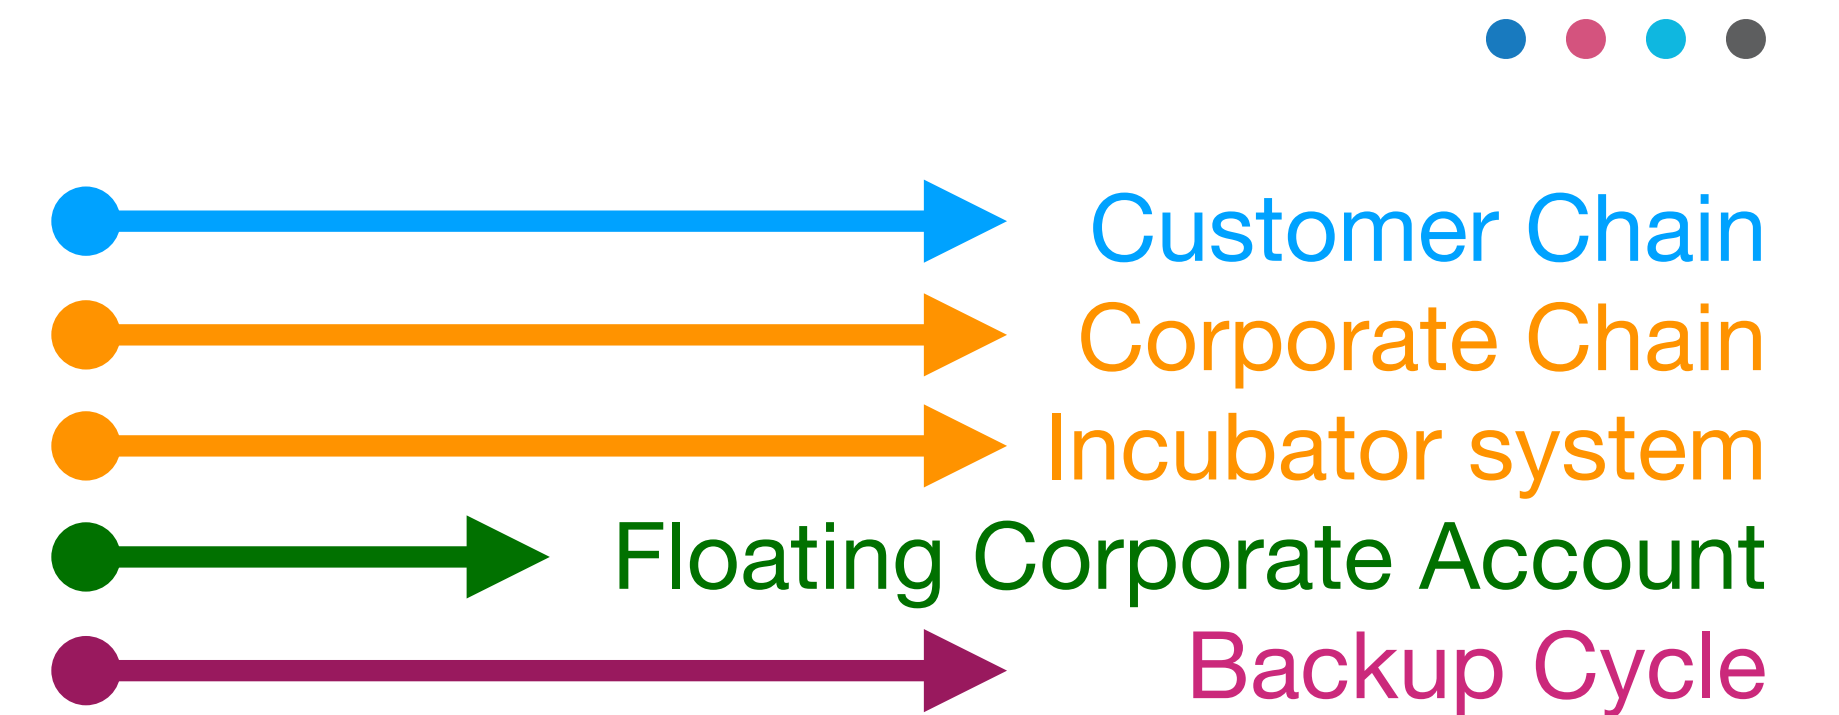 Customer Chain
Corporate Chain
Incubator system
Floating Corporate Account
Backup Cycle